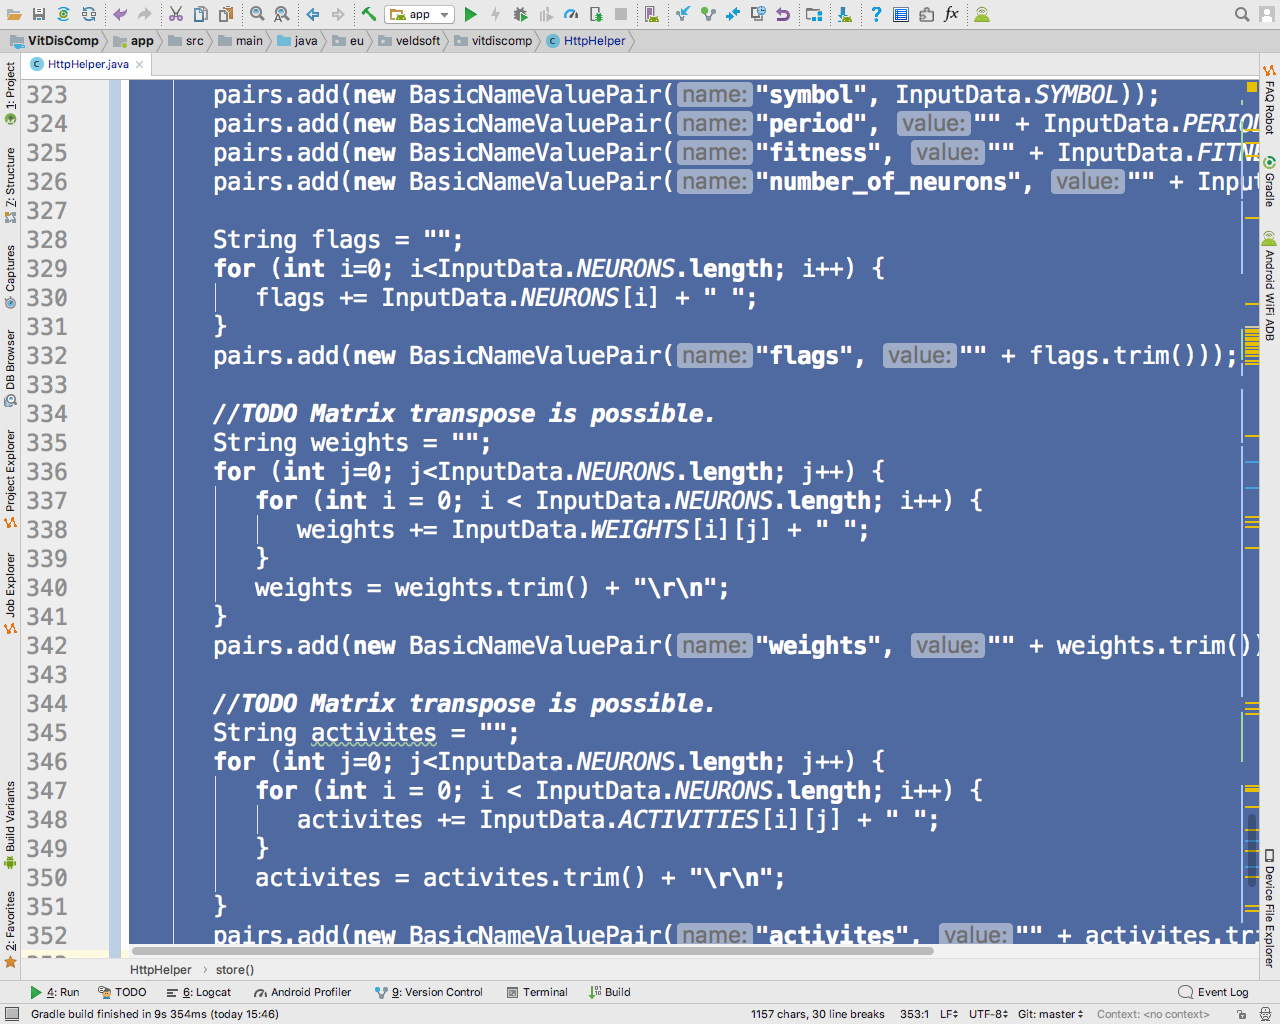 app
VitDisComp app src main java eu veldsoft vitdiscomp HttpHelper
HttpHelper.java
1: Project
Z: Structure
Captures
DB Browser
Project Explorer
Job Explorer
Build Variants
2: Favorites
323 pairs.add(new BasicNameValuePair( name: "symbol", InputData.SYMBOL));
324 pairs.add(new BasicNameValuePair( name: "period", value: "" + InputData.PERIOD
325 pairs.add(new BasicNameValuePair( name: "fitness", value: "" + InputData.FITN
326 pairs.add(new BasicNameValuePair( name: "number_of_neurons", value: "" + Input
327
328 String flags = "";
329 for (int i=0; i<InputData.NEURONS.length; i++) {
330 flags += InputData.NEURONS[i] + " ";
331 }
332 pairs.add(new BasicNameValuePair( name: "flags", value: "" + flags.trim()));
333
334 //TODO Matrix transpose is possible.
335 String weights = "";
336 for (int j=0; j<InputData.NEURONS.length; j++) {
337 for (int i = 0; i < InputData.NEURONS.length; i++) {
338 weights += InputData.WEIGHTS[i][j] + " ";
339 }
340 weights = weights.trim() + "\r\n";
341 }
342 pairs.add(new BasicNameValuePair( name: "weights", value: "" + weights.trim())
343
344 //TODO Matrix transpose is possible.
345 String activites = "";
346 for (int j=0; j<InputData.NEURONS.length; j++) {
347 for (int i = 0; i < InputData.NEURONS.length; i++) {
348 activites += InputData.ACTIVITIES[i][j] + " ";
349 }
350 activites = activites.trim() + "\r\n";
351 }
352 pairs.add(new BasicNameValuePair( name: "activites", value: "" + activites.tri
FAQ Robot
Gradle
Android WiFi ADB
Device File Explorer
HttpHelper store()
4: Run TODO 6: Logcat Android Profiler 9: Version Control Terminal Build Event Log
Gradle build finished in 9s 354ms (today 15:46) 1157 chars, 30 line breaks 353:1 LF UTF-8 Git: master Context: <no context>